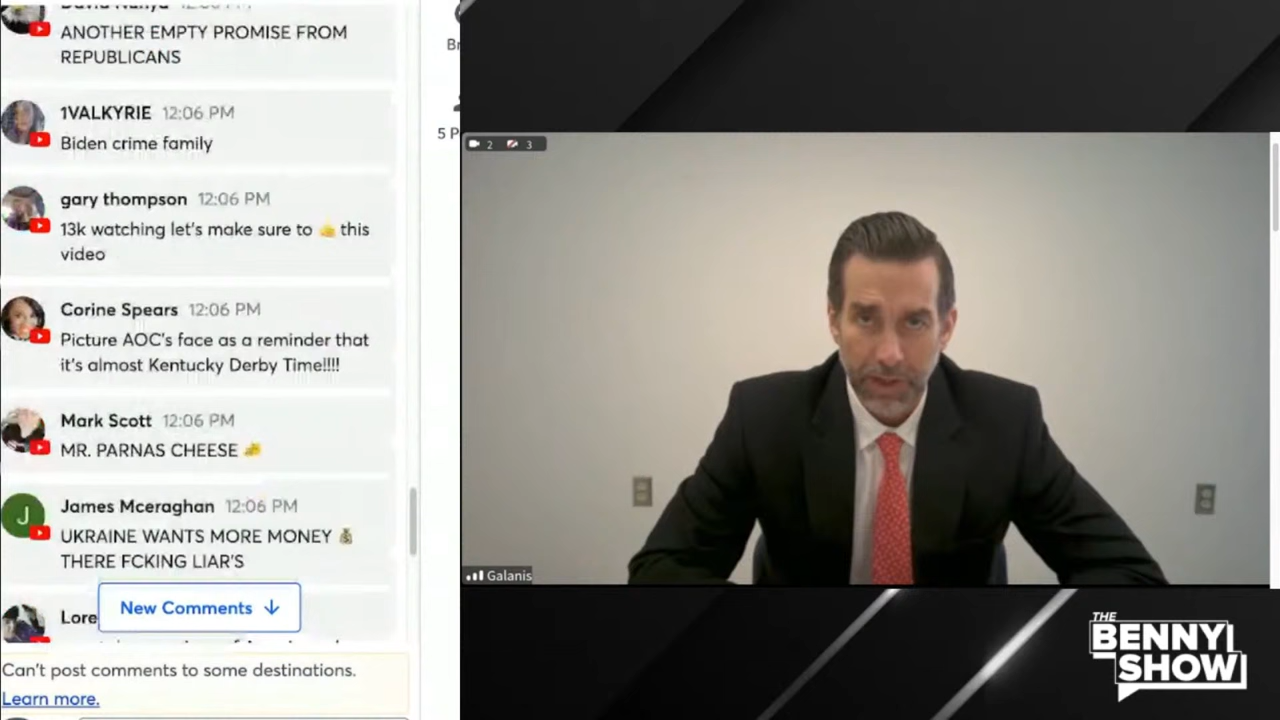 ANOTHER EMPTY PROMISE FROM
REPUBLICANS
1VALKYRIE 12:06 PM
Biden crime family
gary thompson 12:06 PM
13k watching let's make sure to 👍 this
video
Corine Spears 12:06 PM
Picture AOC's face as a reminder that
it's almost Kentucky Derby Time!!!!
Mark Scott 12:06 PM
MR. PARNAS CHEESE 🧀
J
James Mceraghan 12:06 PM
UKRAINE WANTS MORE MONEY 💰
THERE FCKING LIAR'S
Lore
New Comments ↓
Can't post comments to some destinations.
Learn more.
Br
5 P
2 3
Galanis
THE
BENNY
SHOW